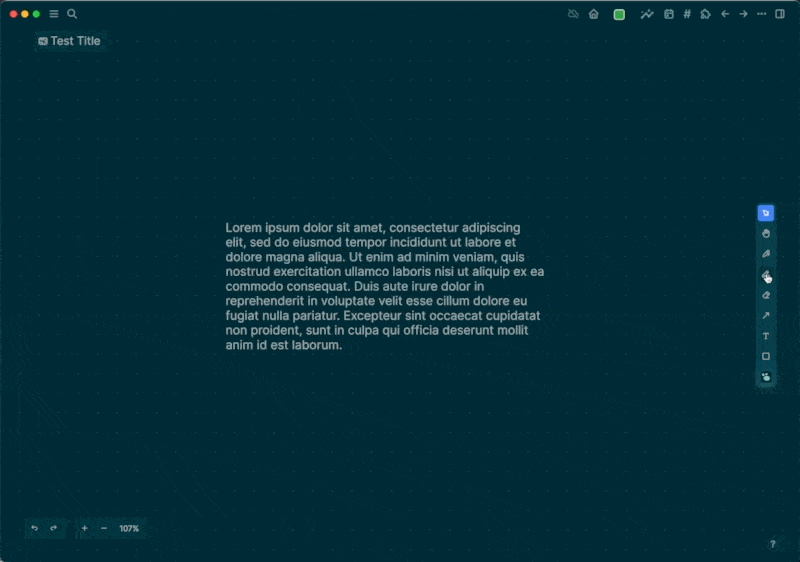 Test Title
Lorem ipsum dolor sit amet, consectetur adipiscing
elit, sed do eiusmod tempor incididunt ut labore et
dolore magna aliqua. Ut enim ad minim veniam, quis
nostrud exercitation ullamco laboris nisi ut aliquip ex ea
commodo consequat. Duis aute irure dolor in
reprehenderit in voluptate velit esse cillum dolore eu
fugiat nulla pariatur. Excepteur sint occaecat cupidatat
non proident, sunt in culpa qui officia deserunt mollit
anim id est laborum.
107%